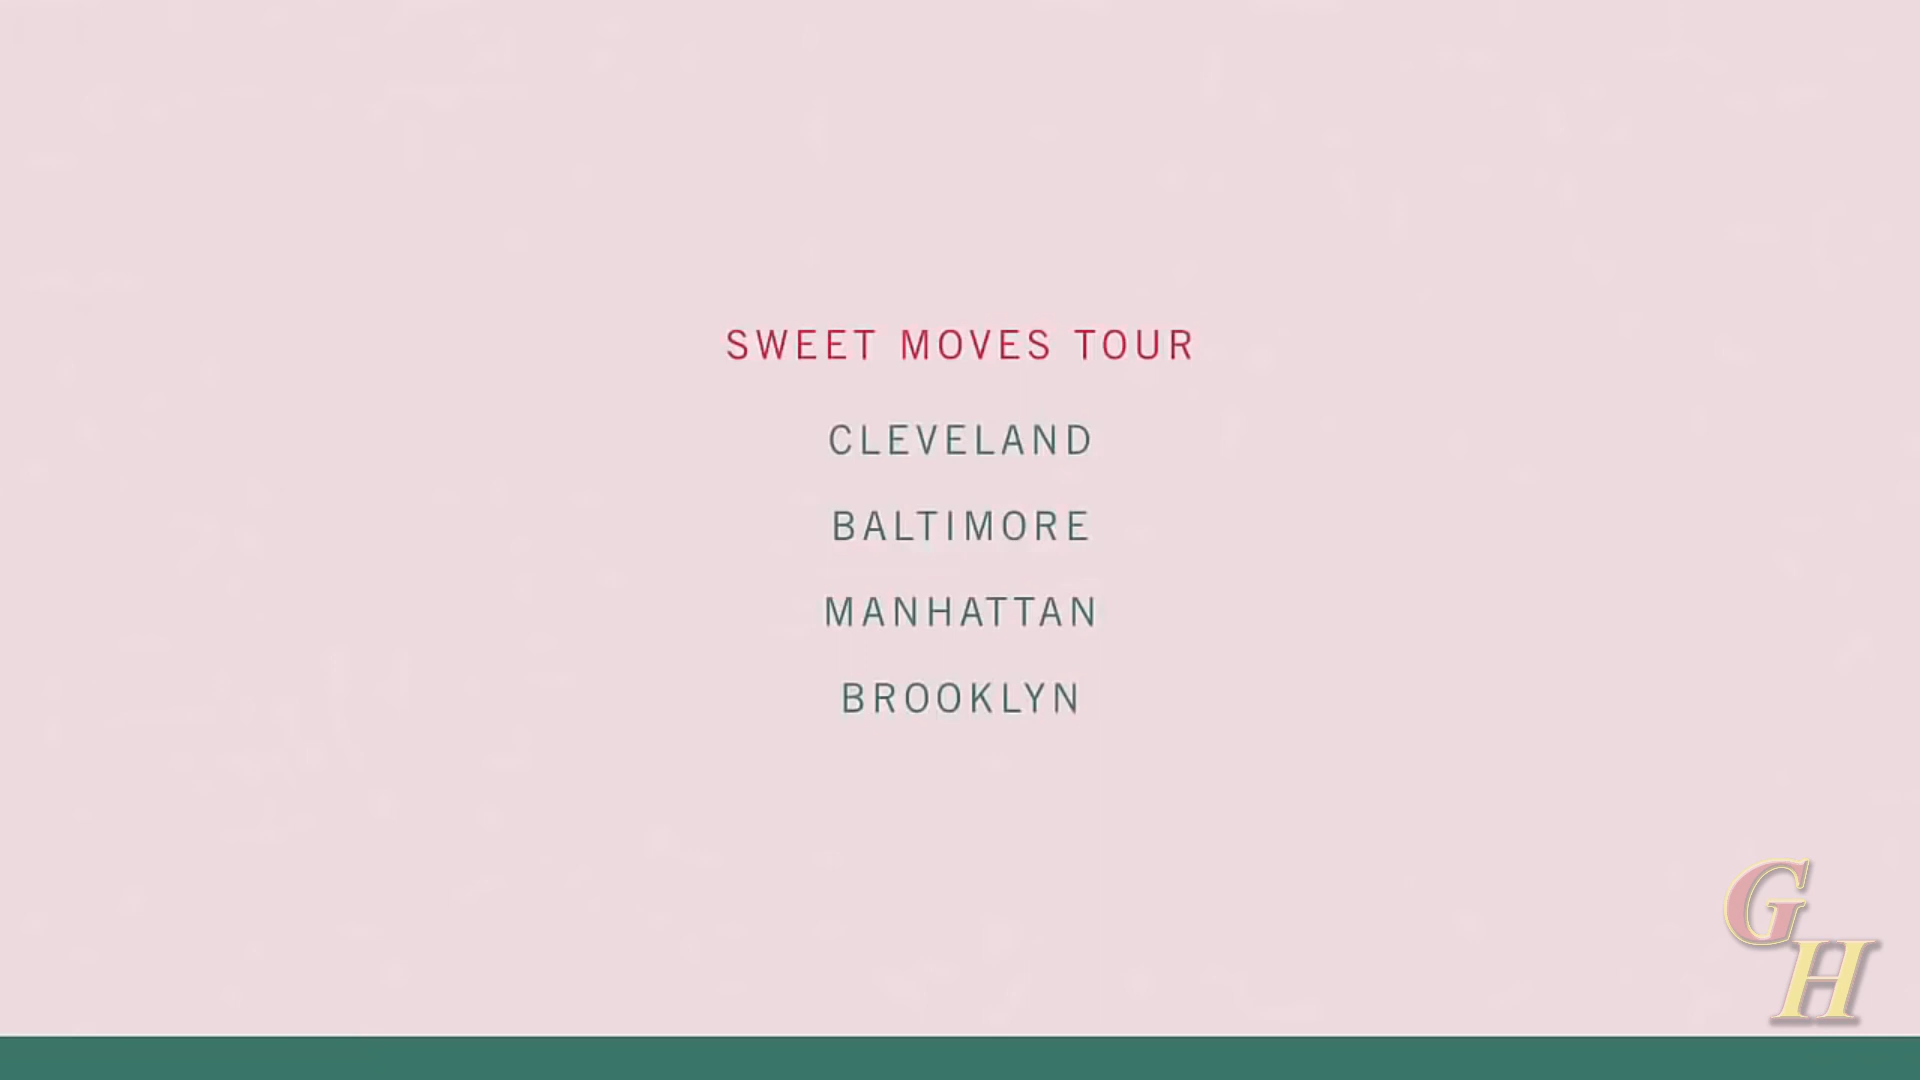 SWEET MOVES TOUR
CLEVELAND
BALTIMORE
MANHATTAN
BROOKLYN
GH